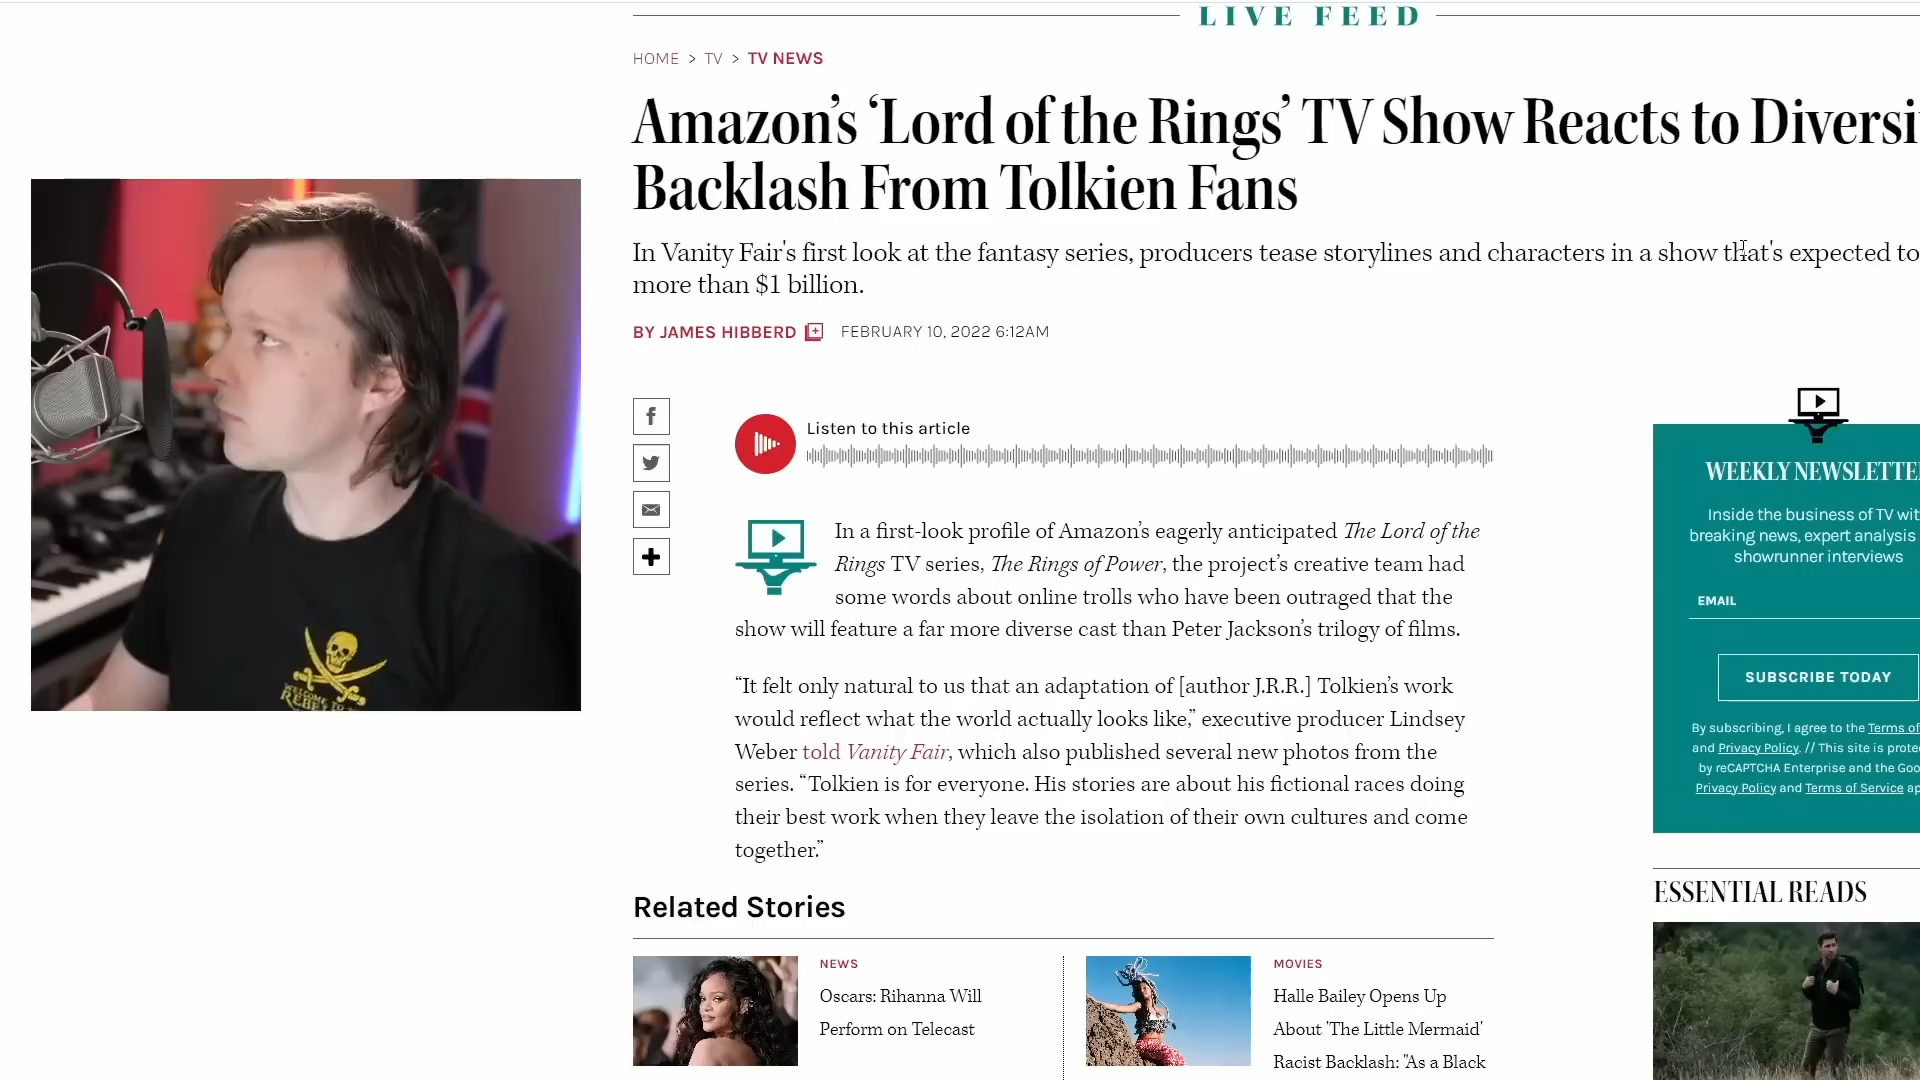 LIVE FEED
HOME > TV > TV NEWS
Amazon’s ‘Lord of the Rings’ TV Show Reacts to
Backlash From Tolkien Fans
In Vanity Fair's first look at the fantasy series, producers tease storylines and characters in a show that's expected to
more than $1 billion.
BY JAMES HIBBERD FEBRUARY 10, 2022 6:12AM
Listen to this article
In a first-look profile of Amazon’s eagerly anticipated The Lord of the
Rings TV series, The Rings of Power, the project’s creative team had
some words about online trolls who have been outraged that the
show will feature a far more diverse cast than Peter Jackson’s trilogy of films.
“It felt only natural to us that an adaptation of [author J.R.R.] Tolkien’s work
would reflect what the world actually looks like,” executive producer Lindsey
Weber told Vanity Fair, which also published several new photos from the
series. “Tolkien is for everyone. His stories are about his fictional races doing
their best work when they leave the isolation of their own cultures and come
together.”
Related Stories
NEWS
Oscars: Rihanna Will
Perform on Telecast
MOVIES
Halle Bailey Opens Up
About 'The Little Mermaid'
Racist Backlash: "As a Black
WEEKLY
Inside the business of TV
breaking news, expert analysis
showrunner interviews
EMAIL
SUBSCRIBE TODAY
By subscribing, I agree to the Terms of
and Privacy Policy. // This site is
by reCAPTCHA Enterprise and the
Privacy Policy and Terms of Service
ESSENTIAL READS